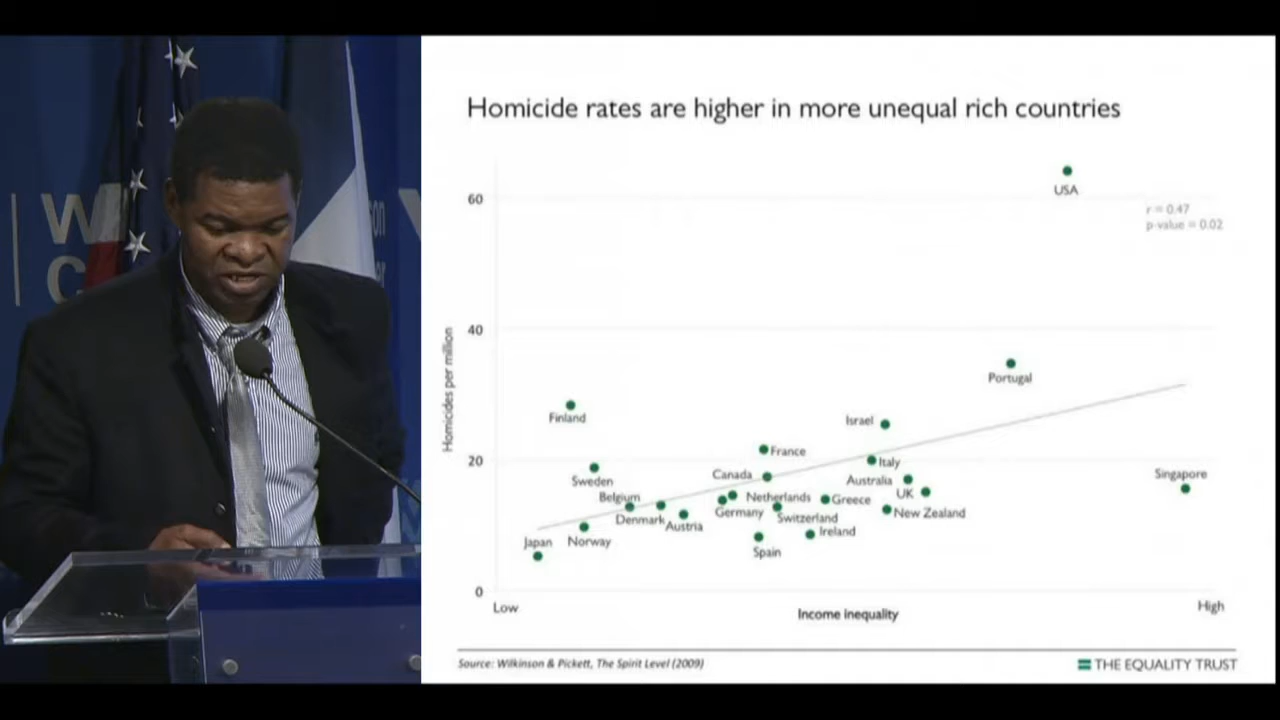 W
C
son
er
Homicide rates are higher in more unequal rich countries
60
40
20
0
Homicides per million
USA
r = 0.47
p-value = 0.02
Portugal
Finland
Israel
France
Italy
Sweden
Canada
Australia
Singapore
Belgium
Netherlands
Greece
UK
Denmark
Austria
Germany
Switzerland
New Zealand
Japan
Norway
Spain
Ireland
Low
Income inequality
High
Source: Wilkinson & Pickett, The Spirit Level (2009)
THE EQUALITY TRUST